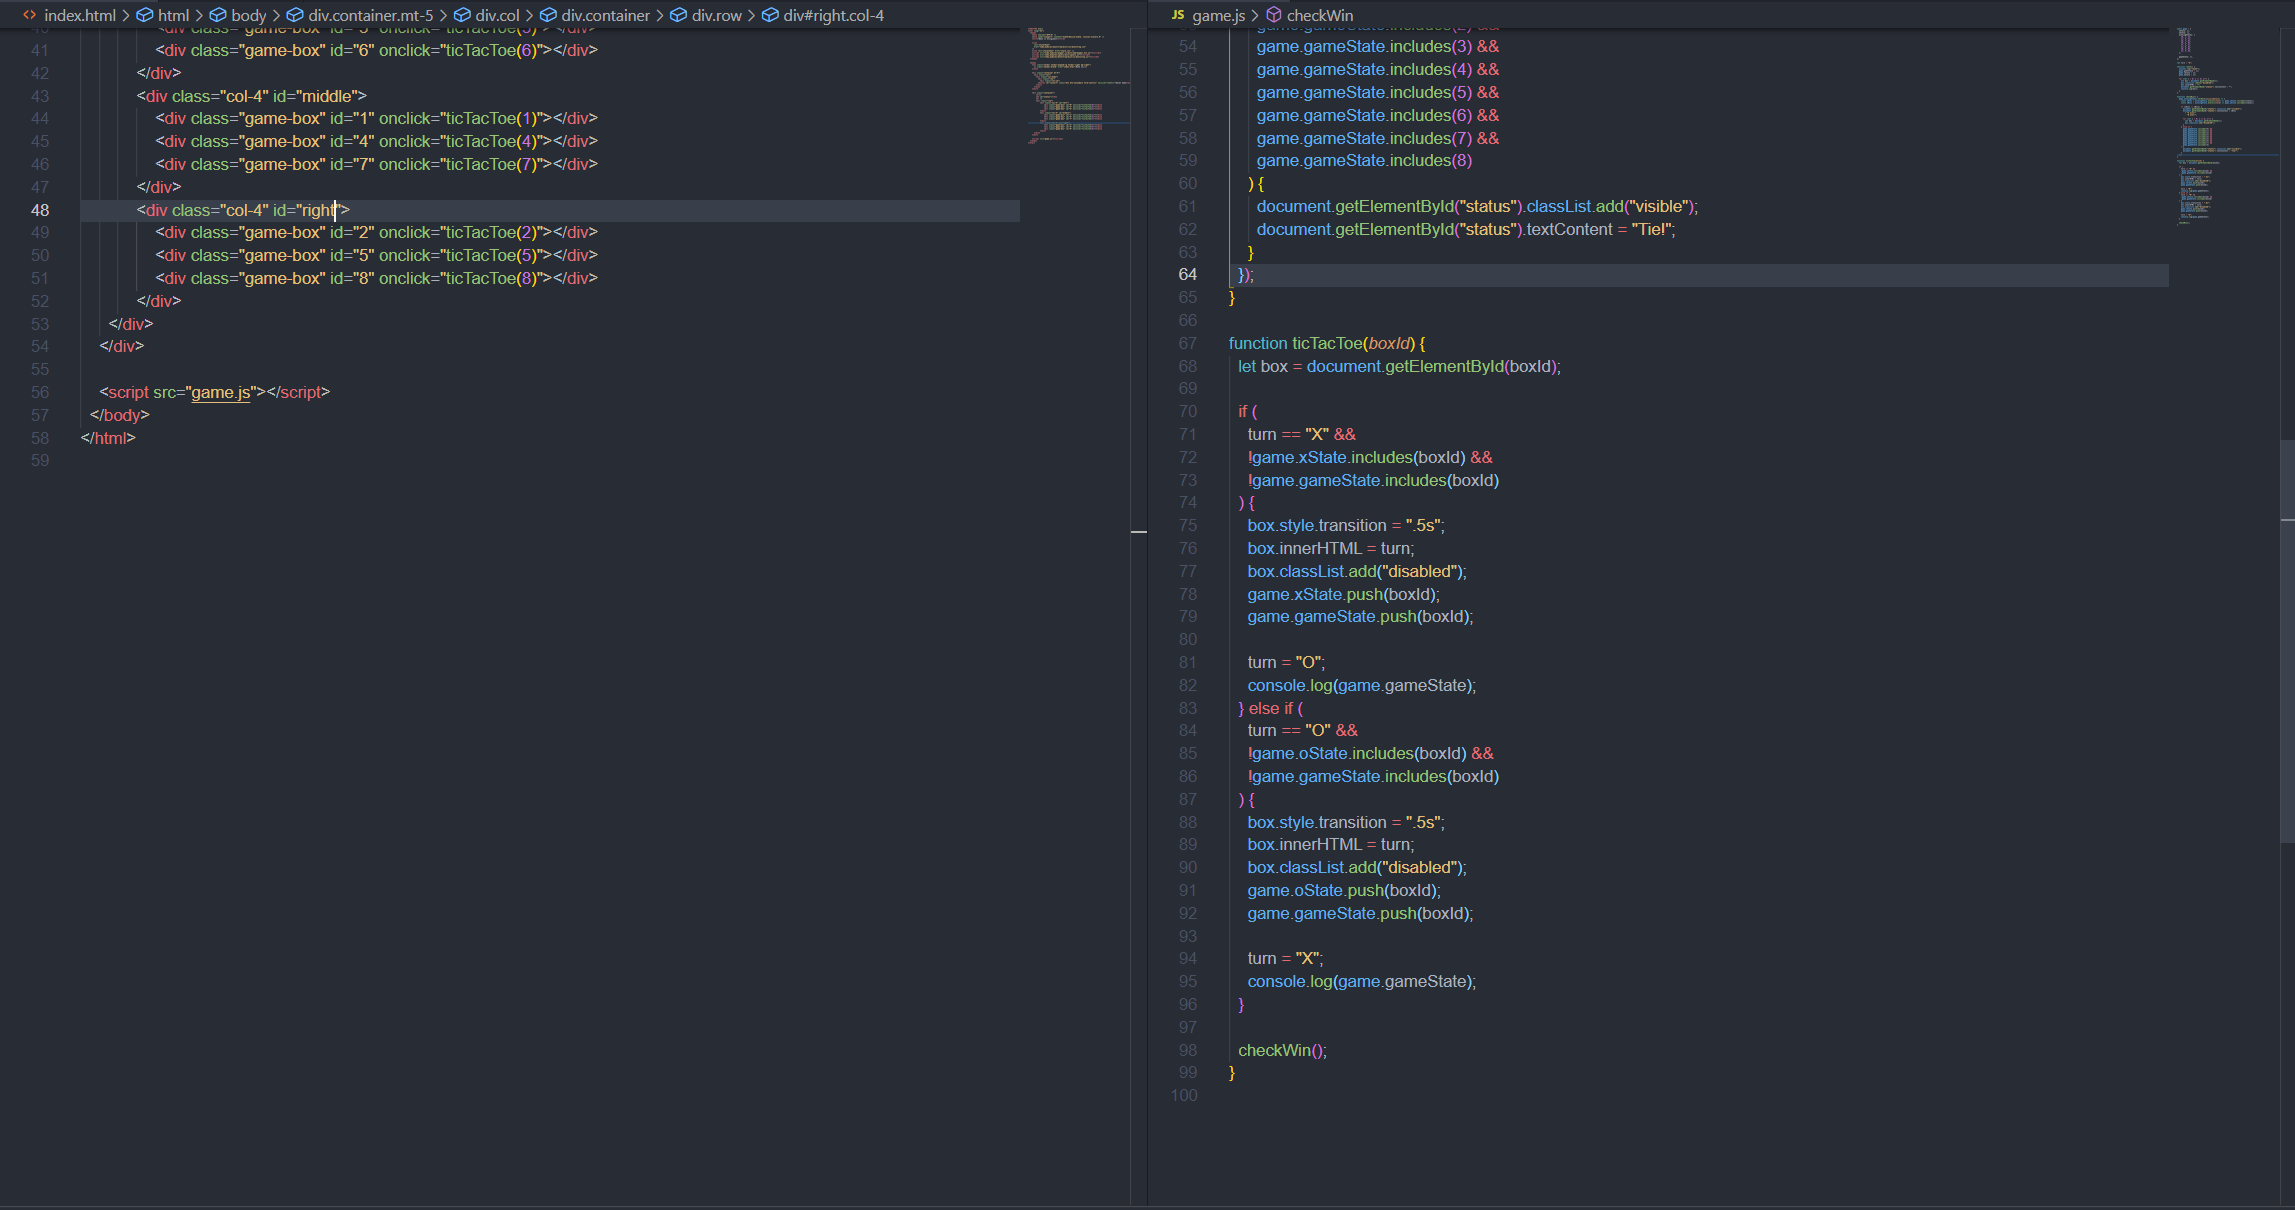 index.html > html > body > div.container.mt-5 > div.col > div.container > div.row > div#right.col-4
41 <div class="game-box" id="6" onclick="ticTacToe(6)"></div>
42 </div>
43 <div class="col-4" id="middle">
44 <div class="game-box" id="1" onclick="ticTacToe(1)"></div>
45 <div class="game-box" id="4" onclick="ticTacToe(4)"></div>
46 <div class="game-box" id="7" onclick="ticTacToe(7)"></div>
47 </div>
48 <div class="col-4" id="right">
49 <div class="game-box" id="2" onclick="ticTacToe(2)"></div>
50 <div class="game-box" id="5" onclick="ticTacToe(5)"></div>
51 <div class="game-box" id="8" onclick="ticTacToe(8)"></div>
52 </div>
53 </div>
54 </div>
55
56 <script src="game.js"></script>
57 </body>
58 </html>
59
JS game.js > checkWin
54 game.gameState.includes(3) &&
55 game.gameState.includes(4) &&
56 game.gameState.includes(5) &&
57 game.gameState.includes(6) &&
58 game.gameState.includes(7) &&
59 game.gameState.includes(8)
60 ) {
61 document.getElementById("status").classList.add("visible");
62 document.getElementById("status").textContent = "Tie!";
63 }
64 });
65 }
66
67 function ticTacToe(boxId) {
68 let box = document.getElementById(boxId);
69
70 if (
71 turn == "X" &&
72 !game.xState.includes(boxId) &&
73 !game.gameState.includes(boxId)
74 ) {
75 box.style.transition = ".5s";
76 box.innerHTML = turn;
77 box.classList.add("disabled");
78 game.xState.push(boxId);
79 game.gameState.push(boxId);
80
81 turn = "O";
82 console.log(game.gameState);
83 } else if (
84 turn == "O" &&
85 !game.oState.includes(boxId) &&
86 !game.gameState.includes(boxId)
87 ) {
88 box.style.transition = ".5s";
89 box.innerHTML = turn;
90 box.classList.add("disabled");
91 game.oState.push(boxId);
92 game.gameState.push(boxId);
93
94 turn = "X";
95 console.log(game.gameState);
96 }
97
98 checkWin();
99 }
100